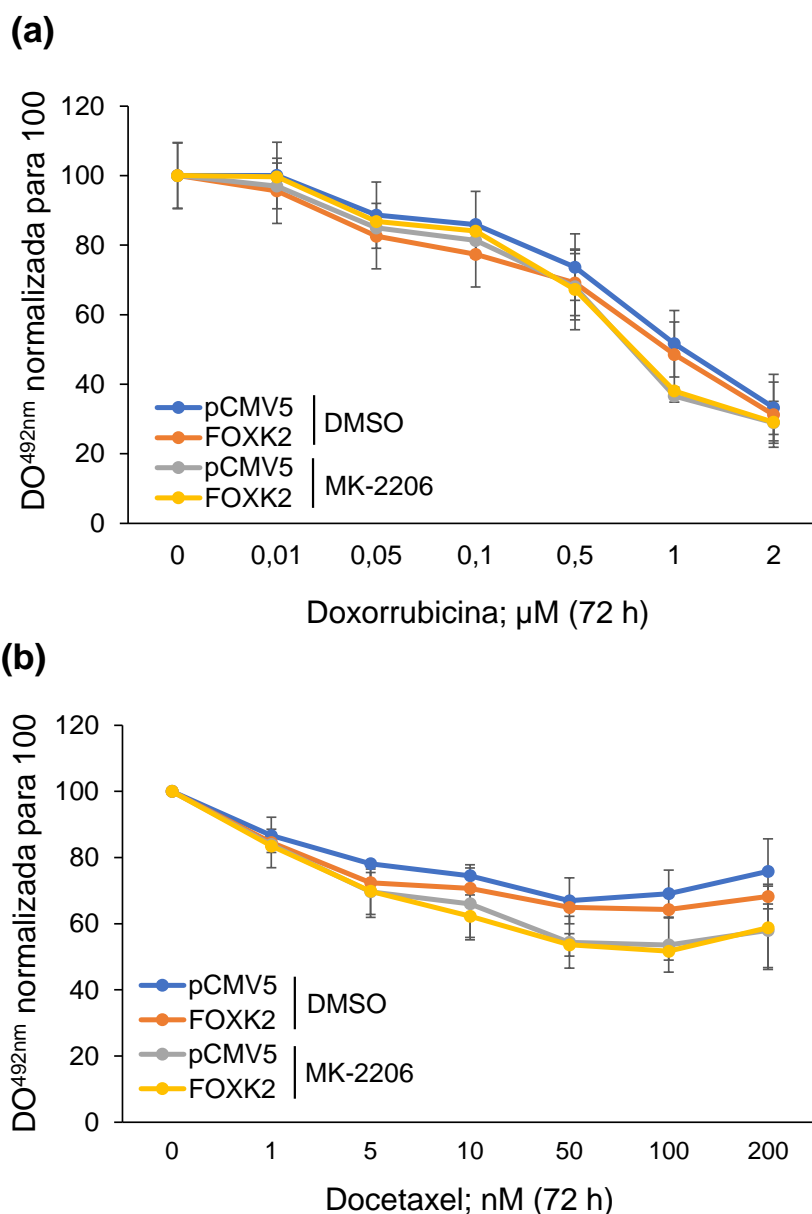 (a)
DO492nm normalizada para 100
120
100
80
60
40
20
0
pCMV5
FOXK2
DMSO
pCMV5
FOXK2
MK-2206
0 0,01 0,05 0,1 0,5 1 2
Doxorrubicina; µM (72 h)
(b)
DO492nm normalizada para 100
120
100
80
60
40
20
0
pCMV5
FOXK2
DMSO
pCMV5
FOXK2
MK-2206
0 1 5 10 50 100 200
Docetaxel; nM (72 h)